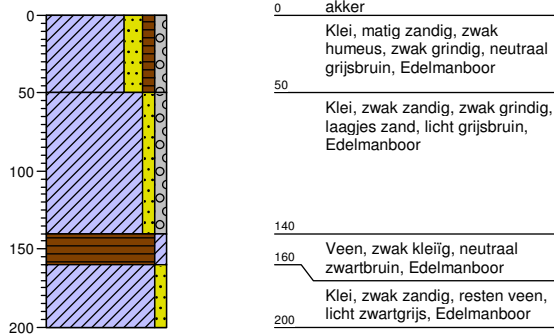 0
50
100
150
200
0 akker
Klei, matig zandig, zwak
humeus, zwak grindig, neutraal
grijsbruin, Edelmanboor
50
Klei, zwak zandig, zwak grindig,
laagjes zand, licht grijsbruin,
Edelmanboor
140
Veen, zwak kleiïg, neutraal
zwartbruin, Edelmanboor
160
Klei, zwak zandig, resten veen,
licht zwartgrijs, Edelmanboor
200